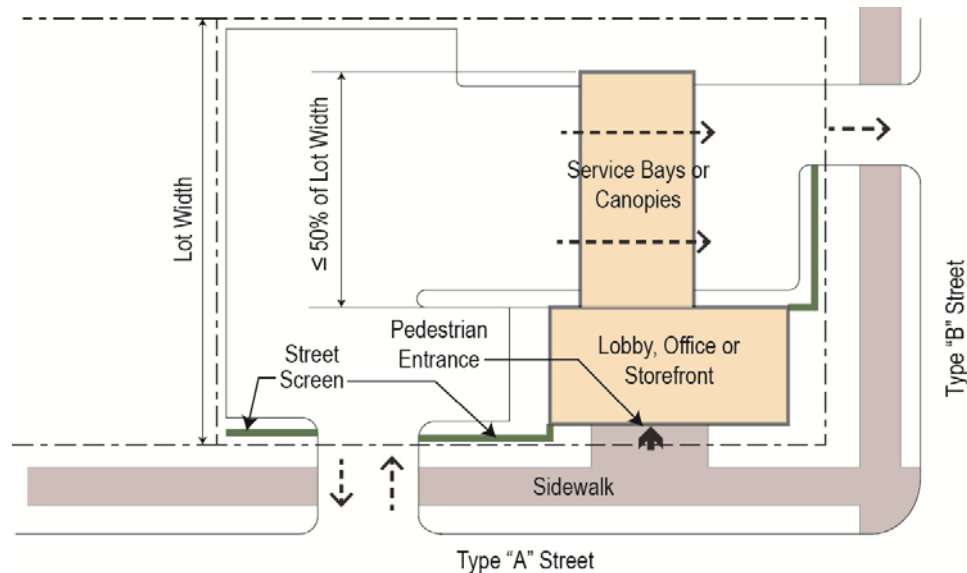 Lot Width
≤ 50% of Lot Width
Service Bays or
Canopies
Pedestrian
Entrance
Street
Screen
Lobby, Office or
Storefront
Sidewalk
Type "A" Street
Type "B" Street